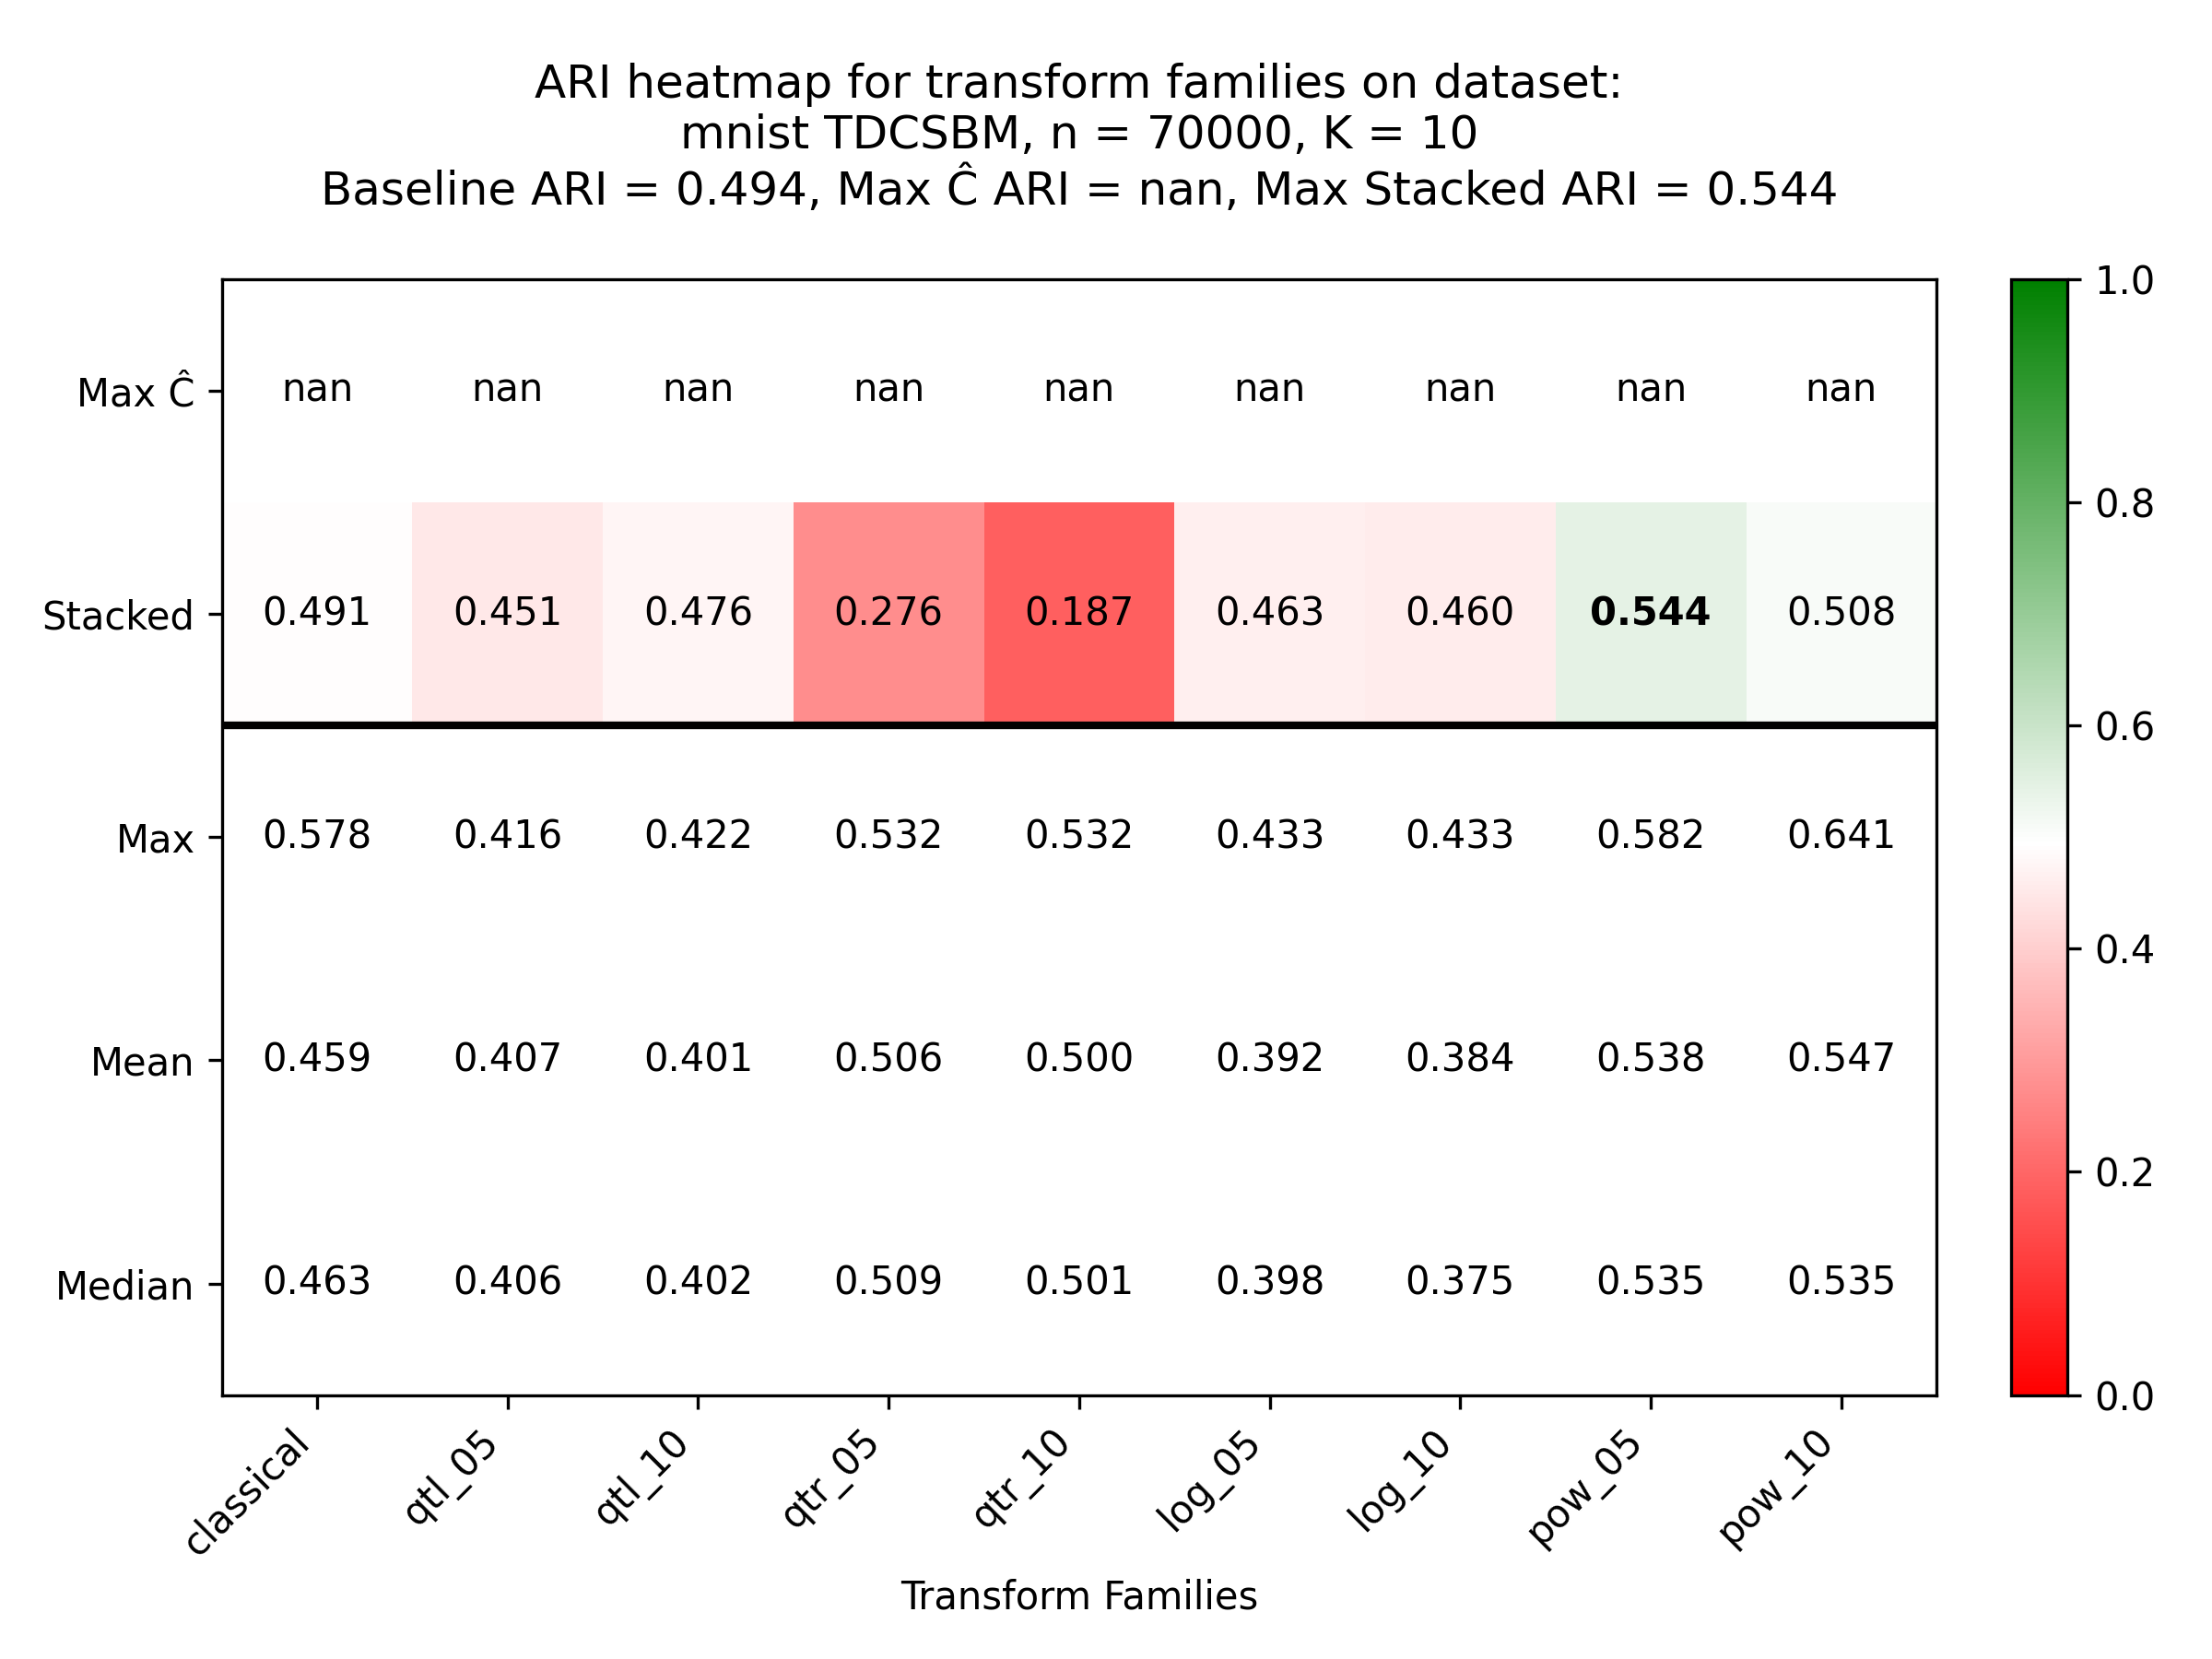 ARI heatmap for transform families on dataset:
mnist TDCSBM, n = 70000, K = 10
Baseline ARI = 0.494, Max Ĉ ARI = nan, Max Stacked ARI = 0.544
Max Ĉ nan nan nan nan nan nan nan nan nan
Stacked 0.491 0.451 0.476 0.276 0.187 0.463 0.460 0.544 0.508
Max 0.578 0.416 0.422 0.532 0.532 0.433 0.433 0.582 0.641
Mean 0.459 0.407 0.401 0.506 0.500 0.392 0.384 0.538 0.547
Median 0.463 0.406 0.402 0.509 0.501 0.398 0.375 0.535 0.535
classical qtl_05 qtl_10 qtr_05 qtr_10 log_05 log_10 pow_05 pow_10
Transform Families
1.0
0.8
0.6
0.4
0.2
0.0